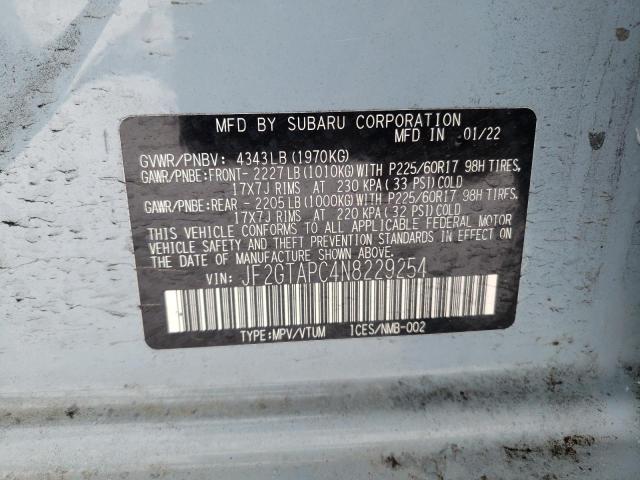 MFD BY SUBARU CORPORATION
MFD IN 01/22
GVWR/PNBV: 4343LB(1970KG)
GAWR/PNBE:FRONT- 2227LB(1010KG)WITH P225/60R17 98H TIRES,
17X7J RIMS AT 230 KPA(33 PSI)COLD
GAWR/PNBE:REAR - 2205LB(1000KG)WITH P225/60R17 98H TIRES,
17X7J RIMS AT 220 KPA(32 PSI)COLD
THIS VEHICLE CONFORMS TO ALL APPLICABLE FEDERAL MOTOR
VEHICLE SAFETY AND THEFT PREVENTION STANDARDS IN EFFECT ON
THE DATE OF MANUFACTURE SHOWN ABOVE.
VIN: JF2GTAPC4N8229254
TYPE:MPV/VTUM 1CES/NMB-002